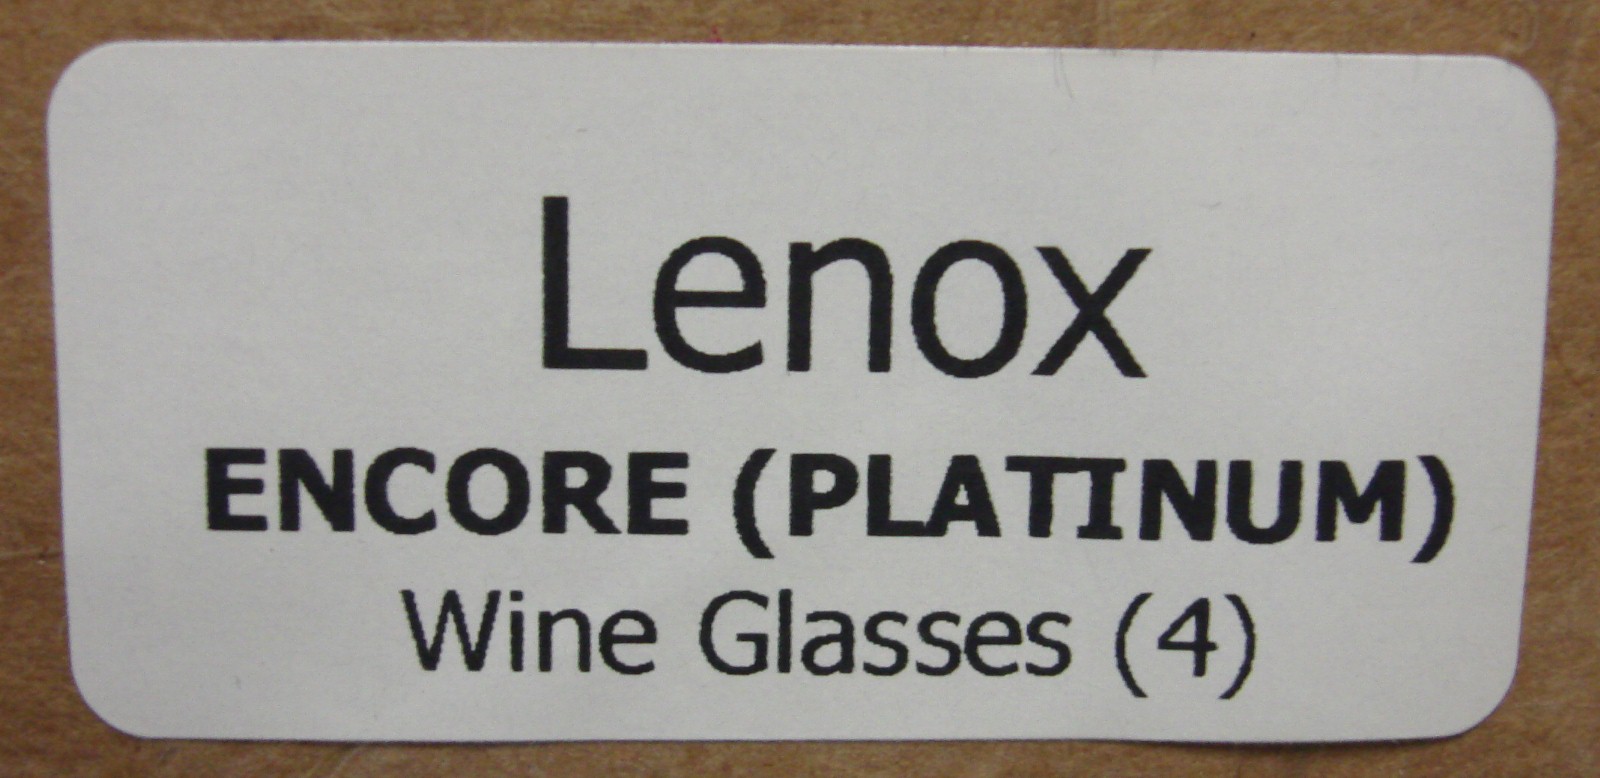 Lenox
ENCORE (PLATINUM)
Wine Glasses (4)